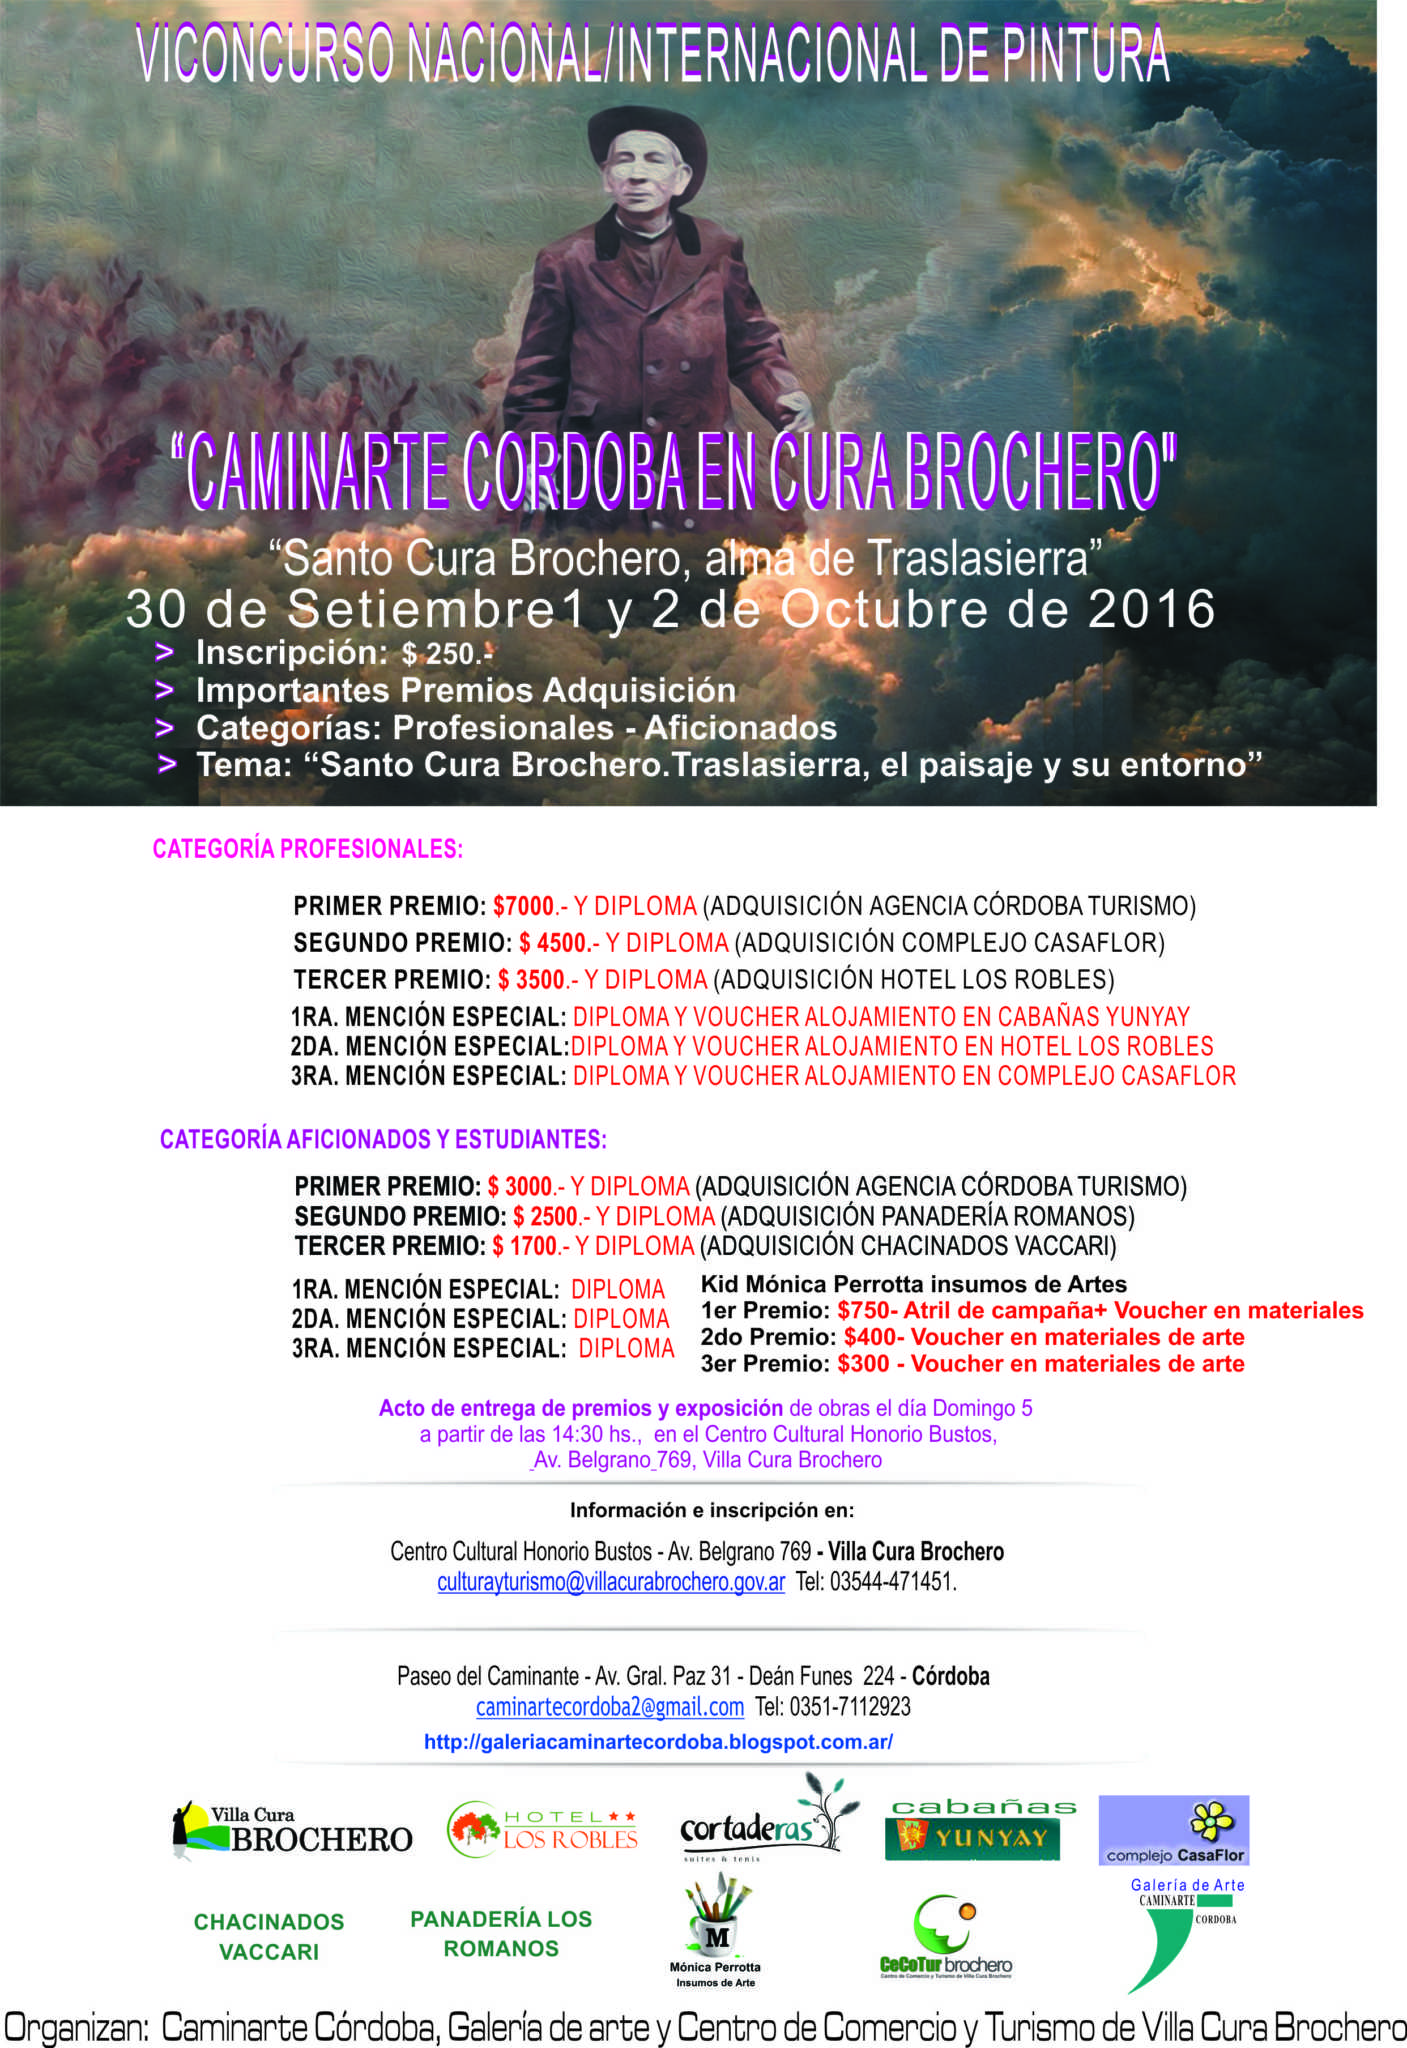 VICONCURSO NACIONAL/INTERNACIONAL DE PINTURA
“CAMINARTE CORDOBA EN CURA BROCHERO"
“Santo Cura Brochero, alma de Traslasierra”
30 de Setiembre1 y 2 de Octubre de 2016
> Inscripción: $ 250.-
> Importantes Premios Adquisición
> Categorías: Profesionales - Aficionados
> Tema: “Santo Cura Brochero.Traslasierra, el paisaje y su entorno”
CATEGORÍA PROFESIONALES:
PRIMER PREMIO: $7000.- Y DIPLOMA (ADQUISICIÓN AGENCIA CÓRDOBA TURISMO)
SEGUNDO PREMIO: $ 4500.- Y DIPLOMA (ADQUISICIÓN COMPLEJO CASAFLOR)
TERCER PREMIO: $ 3500.- Y DIPLOMA (ADQUISICIÓN HOTEL LOS ROBLES)
1RA. MENCIÓN ESPECIAL: DIPLOMA Y VOUCHER ALOJAMIENTO EN CABAÑAS YUNYAY
2DA. MENCIÓN ESPECIAL:DIPLOMA Y VOUCHER ALOJAMIENTO EN HOTEL LOS ROBLES
3RA. MENCIÓN ESPECIAL: DIPLOMA Y VOUCHER ALOJAMIENTO EN COMPLEJO CASAFLOR
CATEGORÍA AFICIONADOS Y ESTUDIANTES:
PRIMER PREMIO: $ 3000.- Y DIPLOMA (ADQUISICIÓN AGENCIA CÓRDOBA TURISMO)
SEGUNDO PREMIO: $ 2500.- Y DIPLOMA (ADQUISICIÓN PANADERÍA ROMANOS)
TERCER PREMIO: $ 1700.- Y DIPLOMA (ADQUISICIÓN CHACINADOS VACCARI)
1RA. MENCIÓN ESPECIAL: DIPLOMA
2DA. MENCIÓN ESPECIAL: DIPLOMA
3RA. MENCIÓN ESPECIAL: DIPLOMA
Kid Mónica Perrotta insumos de Artes
1er Premio: $750- Atril de campaña+ Voucher en materiales
2do Premio: $400- Voucher en materiales de arte
3er Premio: $300 - Voucher en materiales de arte
Acto de entrega de premios y exposición de obras el día Domingo 5
a partir de las 14:30 hs., en el Centro Cultural Honorio Bustos,
_Av. Belgrano_769, Villa Cura Brochero
Información e inscripción en:
Centro Cultural Honorio Bustos - Av. Belgrano 769 - Villa Cura Brochero
culturayturismo@villacurabrochero.gov.ar Tel: 03544-471451.
Paseo del Caminante - Av. Gral. Paz 31 - Deán Funes 224 - Córdoba
caminartecordoba2@gmail.com Tel: 0351-7112923
http://galeriacaminartecordoba.blogspot.com.ar/
Villa Cura
BROCHERO
HOTEL
LOS ROBLES
cortaderas
suites & tenis
cabañas
YUNYAY
complejo CasaFlor
CHACINADOS
VACCARI
PANADERÍA LOS
ROMANOS
M
Mónica Perrotta
Insumos de Arte
CeCoTur brochero
Centro de Comercio y Turismo de Villa Cura Brochero
Galería de Arte
CAMINARTE
CORDOBA
Organizan: Caminarte Córdoba, Galería de arte y Centro de Comercio y Turismo de Villa Cura Brochero